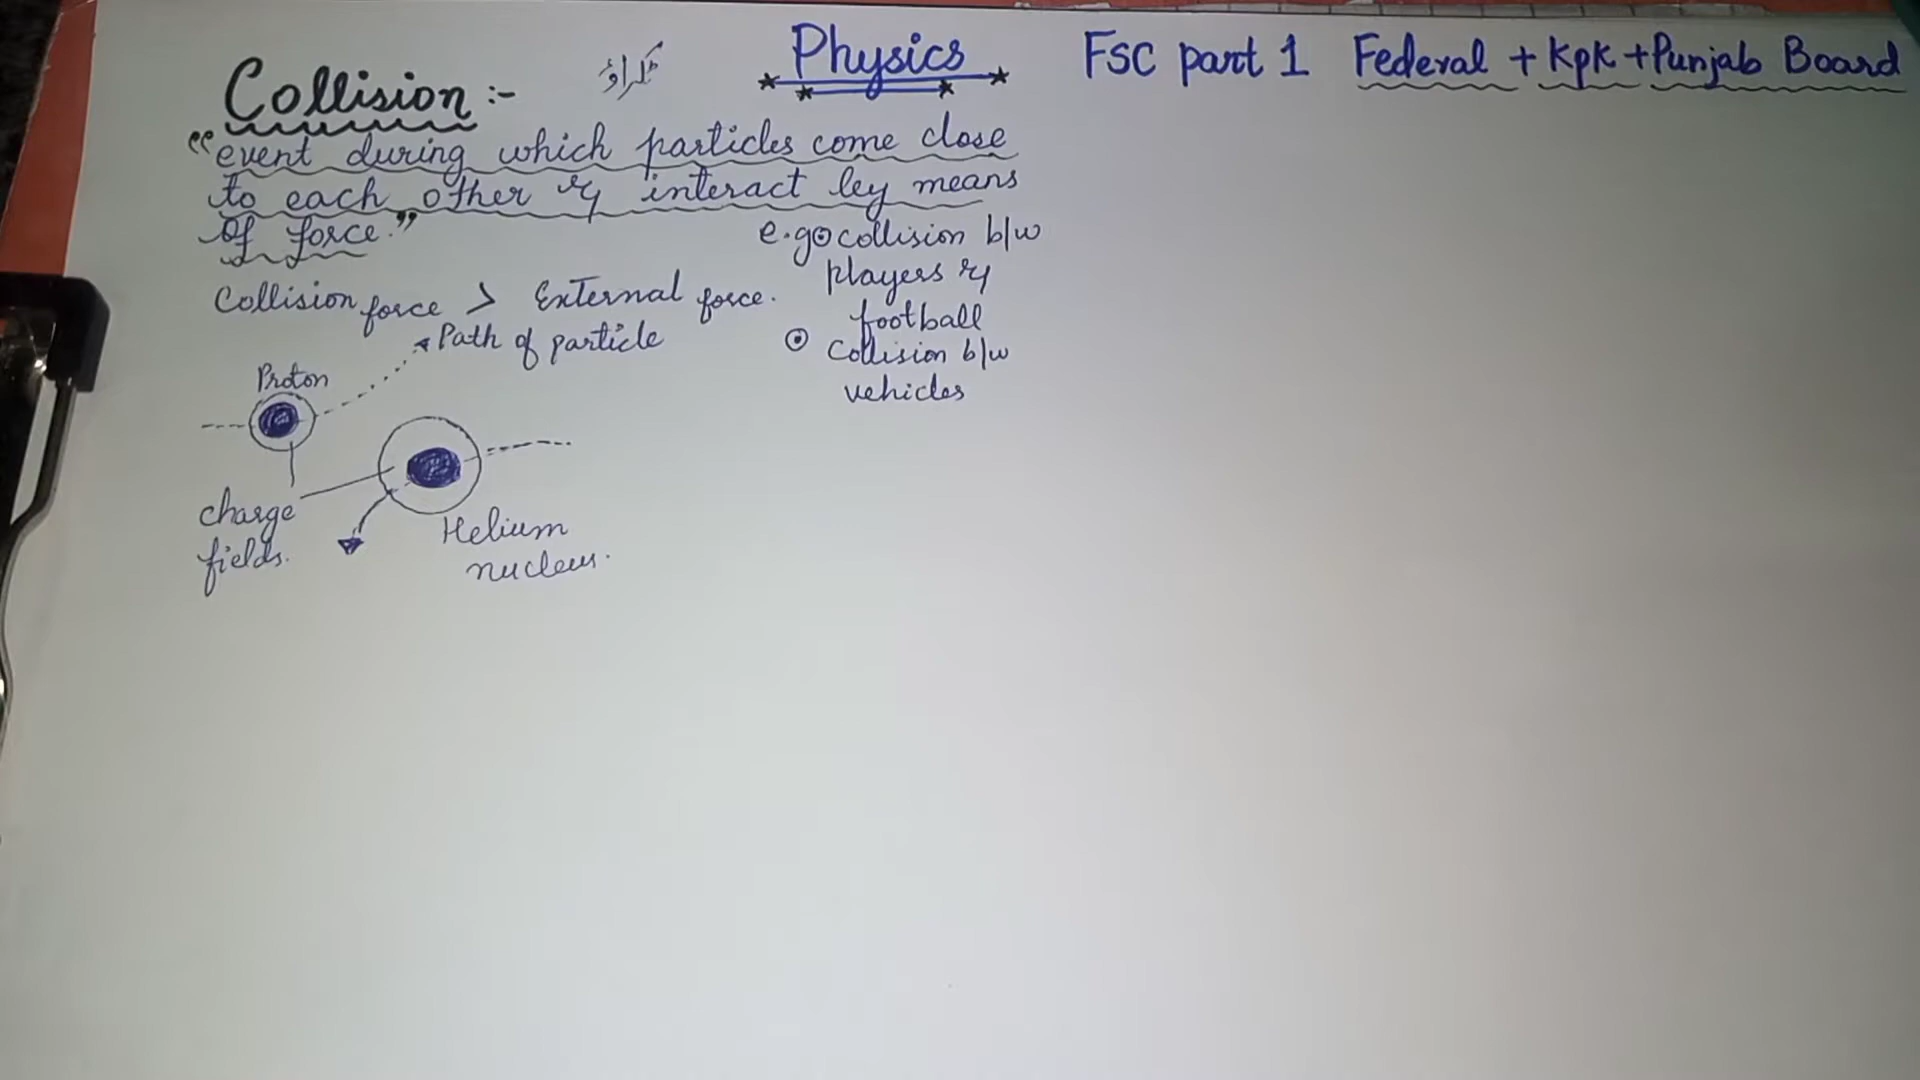 Physics FSC part 1 Federal + KpK + Punjab Board
Collision :- ٹکراؤ
"event during which particles come close
to each other & interact by means
of force."
e.g ⊙ collision b/w
players &
football
⊙ Collision b/w
vehicles
Collision force > External force.
Path of particle
Proton
charge
fields.
Helium
nucleus.